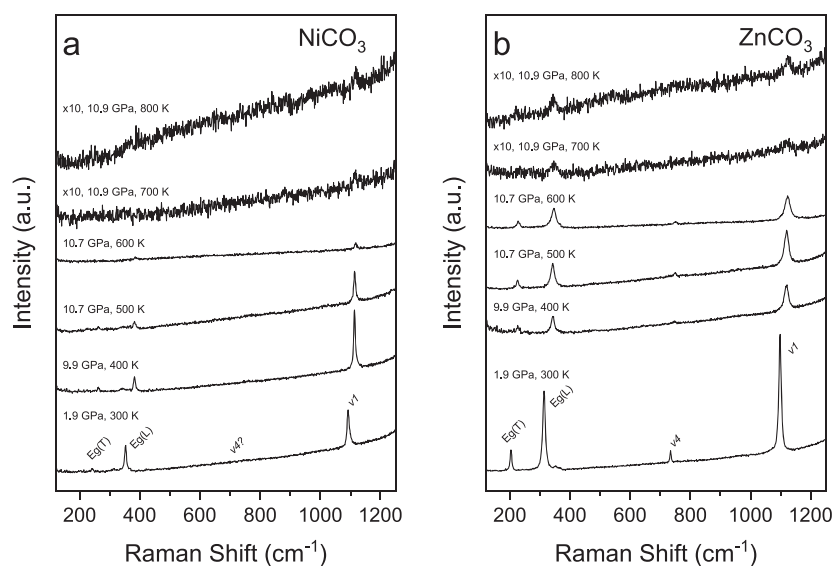 a
NiCO3
x10, 10.9 GPa, 800 K
x10, 10.9 GPa, 700 K
10.7 GPa, 600 K
10.7 GPa, 500 K
9.9 GPa, 400 K
1.9 GPa, 300 K
Eg(T)
Eg(L)
v4?
v1
200 400 600 800 1000 1200
Raman Shift (cm-1)
Intensity (a.u.)
b
ZnCO3
x10, 10.9 GPa, 800 K
x10, 10.9 GPa, 700 K
10.7 GPa, 600 K
10.7 GPa, 500 K
9.9 GPa, 400 K
1.9 GPa, 300 K
Eg(T)
Eg(L)
v4
v1
200 400 600 800 1000 1200
Raman Shift (cm-1)
Intensity (a.u.)